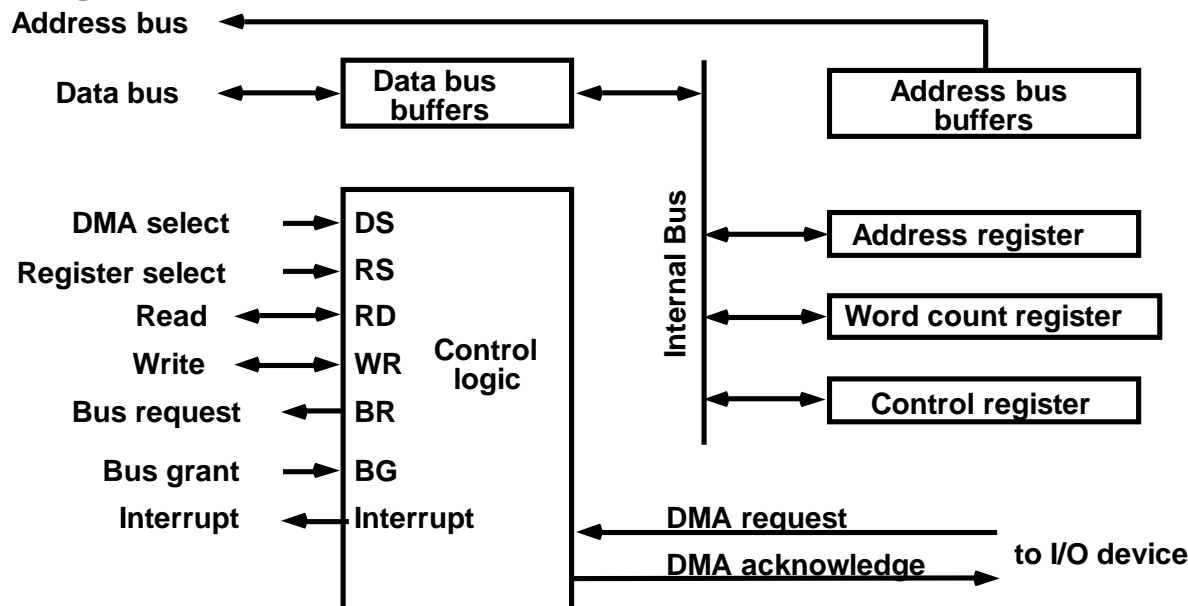 Address bus
Data bus
Data bus
buffers
Address bus
buffers
DMA select
DS
Register select
RS
Read
RD
Write
WR
Bus request
BR
Bus grant
BG
Interrupt
Interrupt
Control
logic
Internal Bus
Address register
Word count register
Control register
DMA request
DMA acknowledge
to I/O device